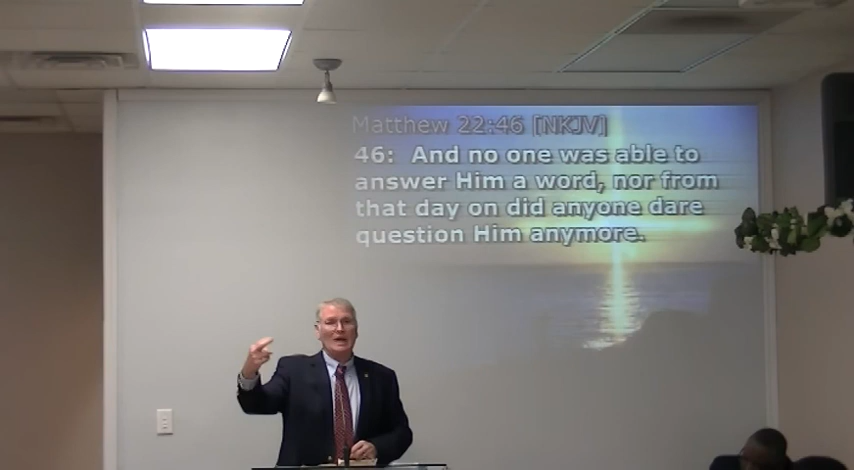 Matthew 22:46 [NKJV]
46: And no one was able to
answer Him a word, nor from
that day on did anyone dare
question Him anymore.